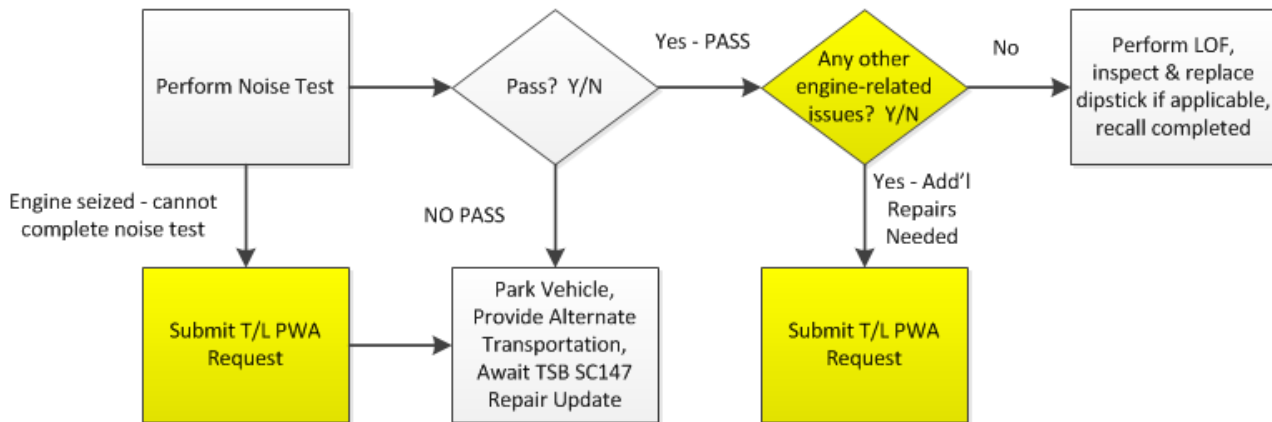 Perform Noise Test
Pass?  Y/N
Yes - PASS
Any other
engine-related
issues?  Y/N
No
Perform LOF,
inspect & replace
dipstick if applicable,
recall completed
Engine seized - cannot
complete noise test
NO PASS
Yes - Add’l
Repairs
Needed
Submit T/L PWA
Request
Park Vehicle,
Provide Alternate
Transportation,
Await TSB SC147
Repair Update
Submit T/L PWA
Request